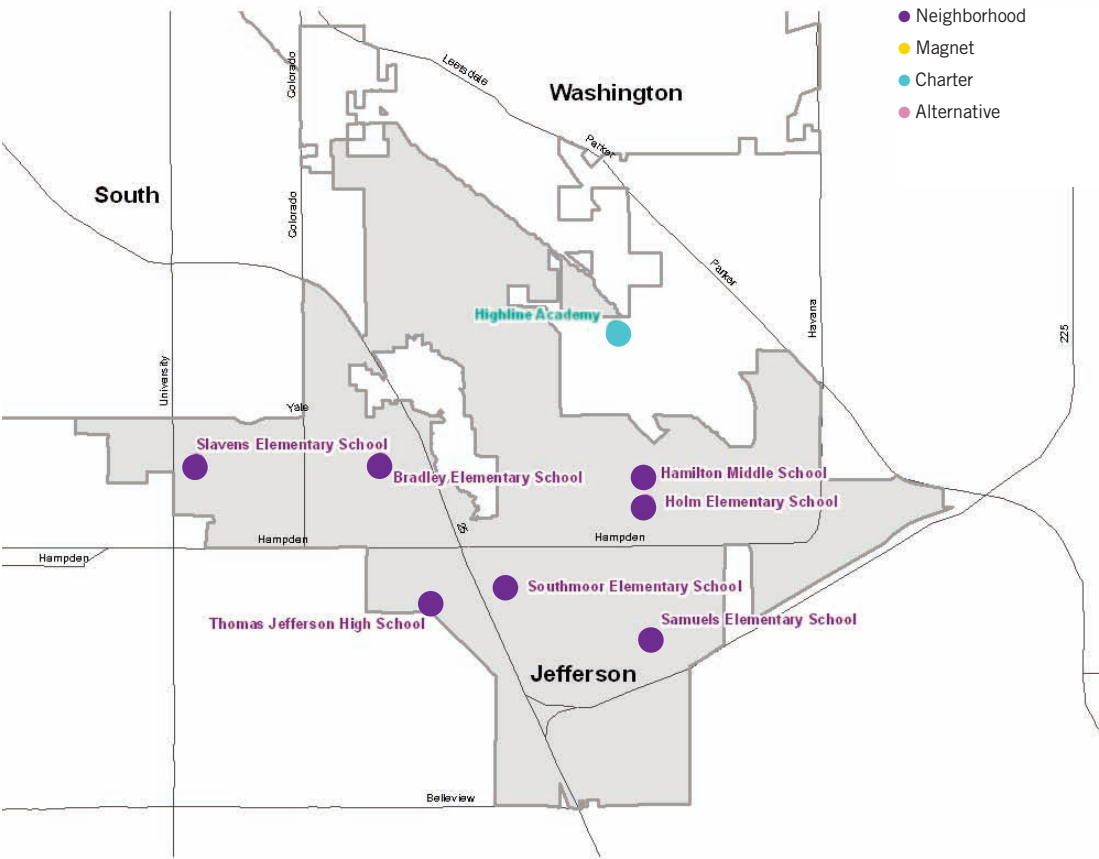 Neighborhood
Magnet
Charter
Alternative
Colorado
Leetsdale
Washington
Parker
South
Colorado
Parker
Havana
Highline Academy
225
University
Yale
Slavens Elementary School
Bradley Elementary School
Hamilton Middle School
Holm Elementary School
25
Hampden
Hampden
Hampden
Southmoor Elementary School
Thomas Jefferson High School
Samuels Elementary School
Jefferson
Belleview